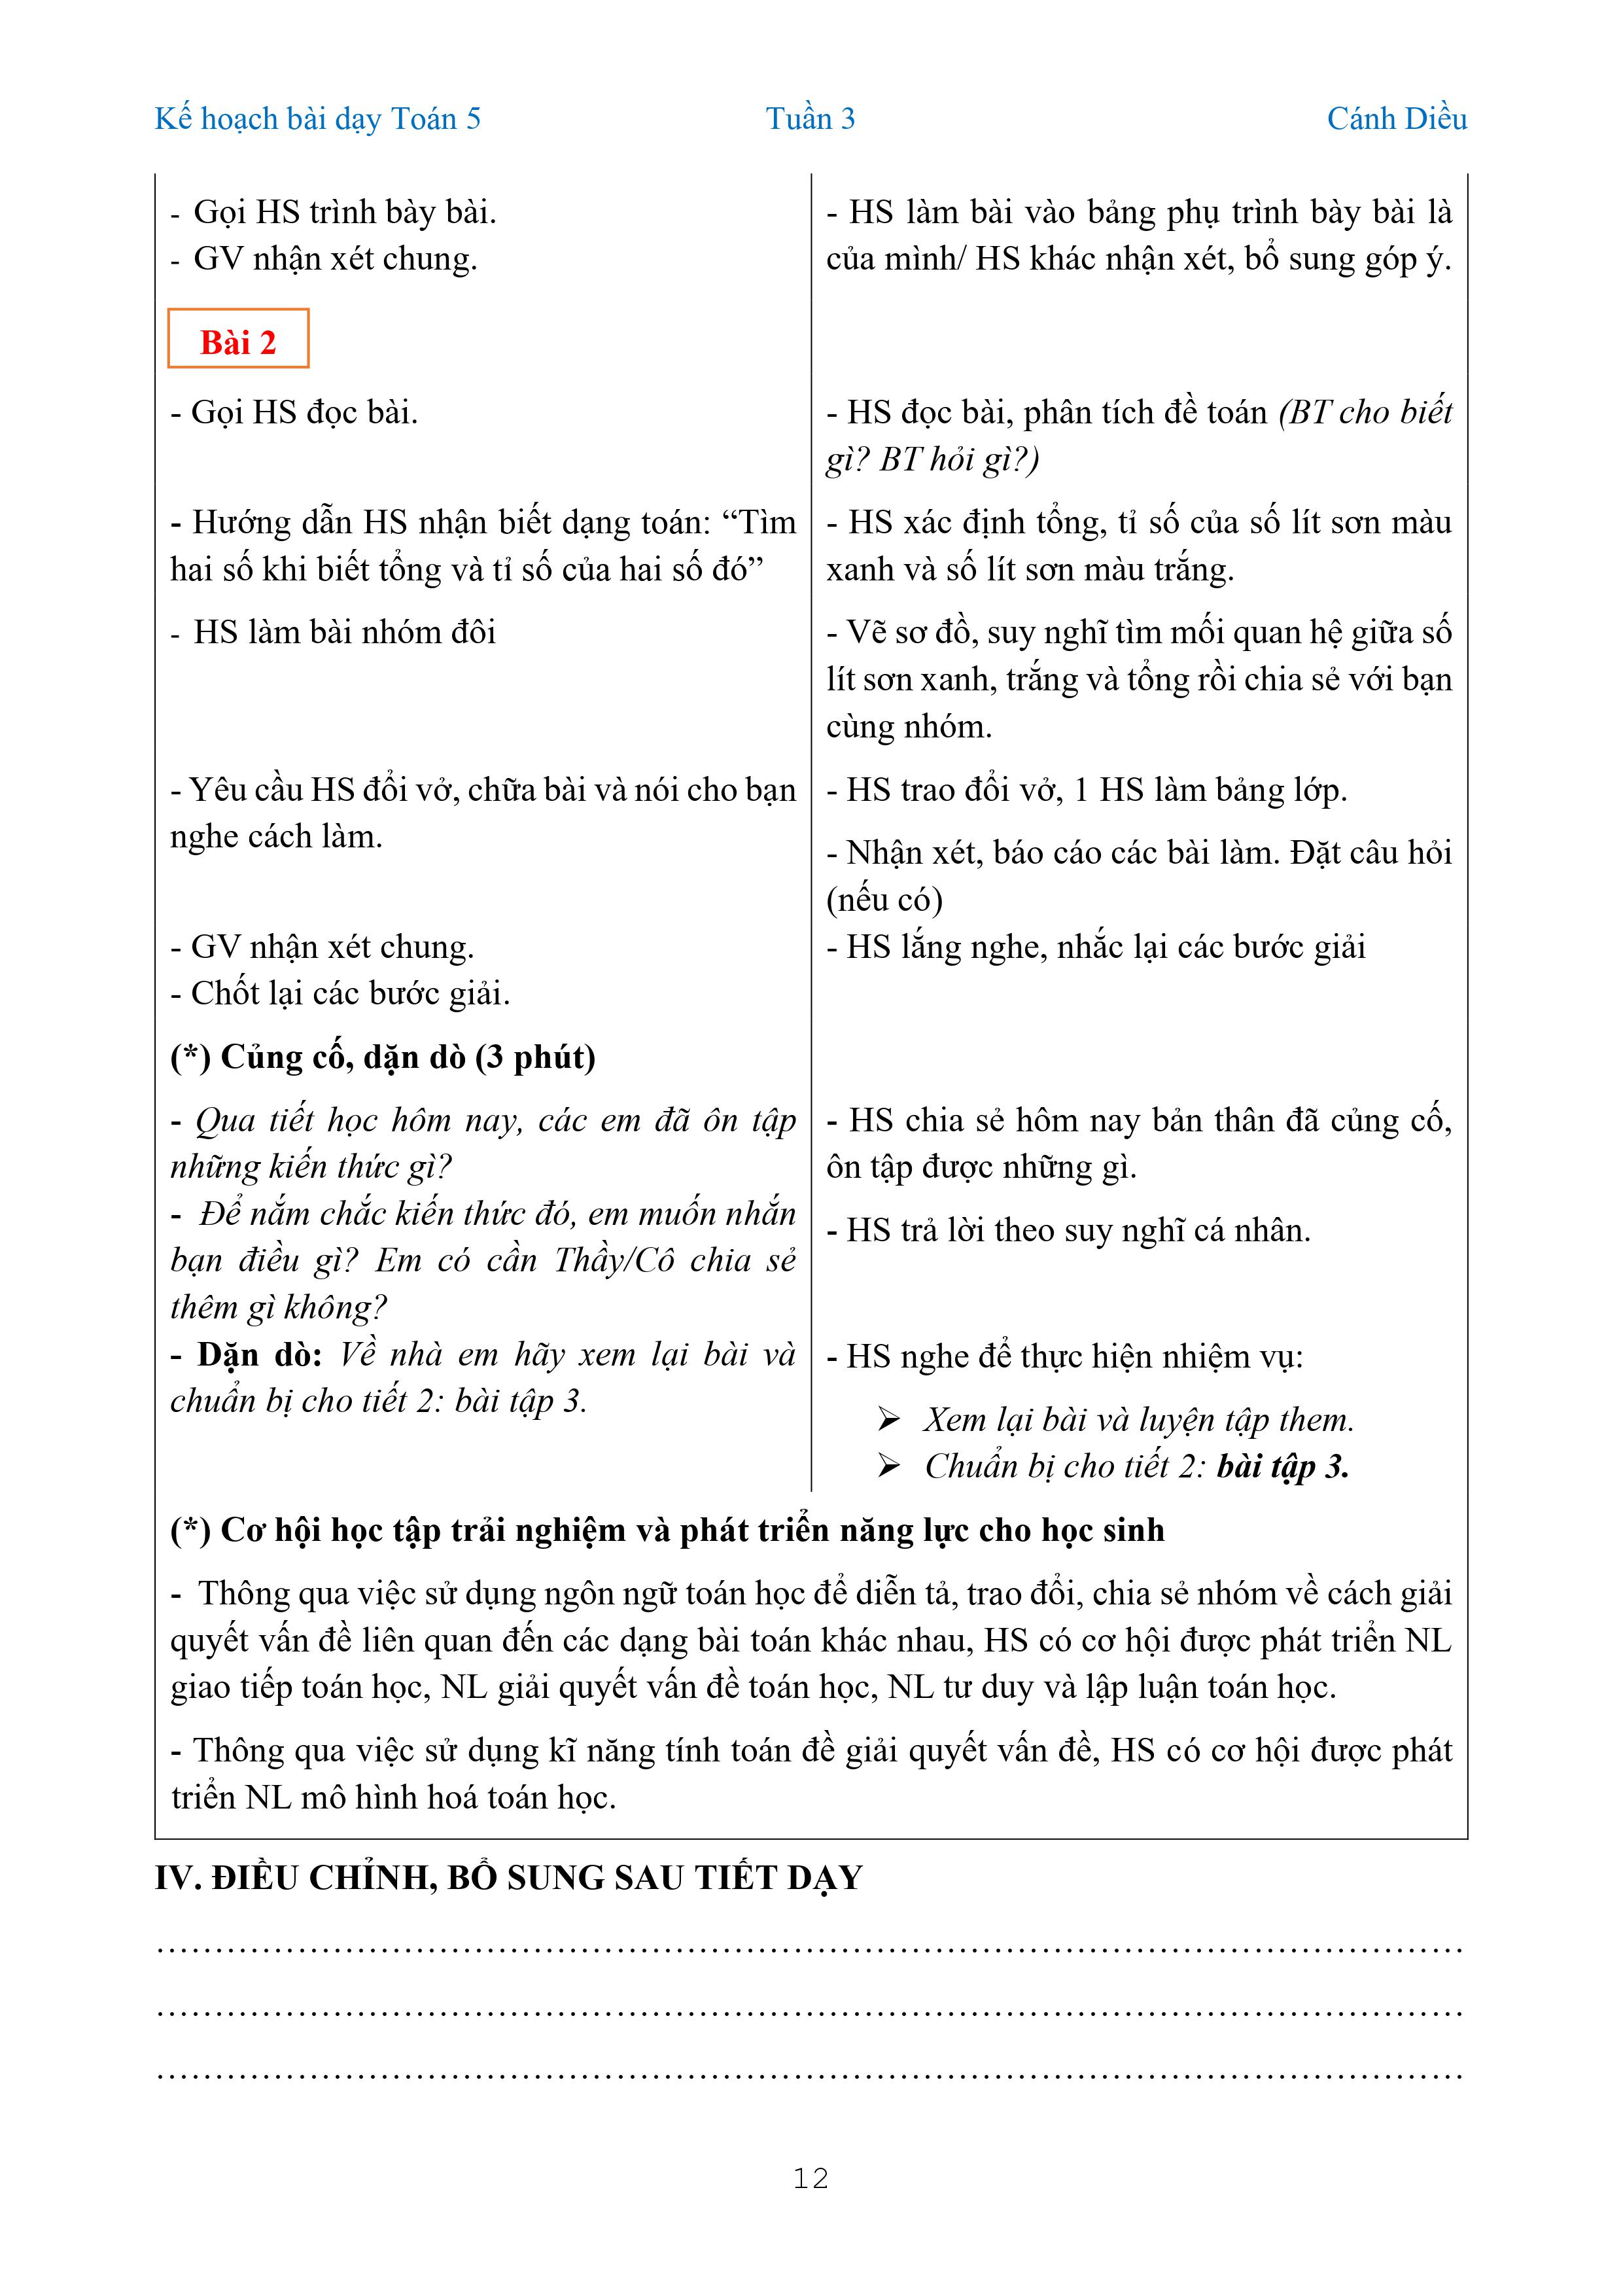 Kế hoạch bài dạy Toán 5 Tuần 3 Cánh Diều
- Gọi HS trình bày bài.
- GV nhận xét chung.
- HS làm bài vào bảng phụ trình bày bài là
của mình/ HS khác nhận xét, bổ sung góp ý.
Bài 2
- Gọi HS đọc bài.
- HS đọc bài, phân tích đề toán (BT cho biết
gì? BT hỏi gì?)
- Hướng dẫn HS nhận biết dạng toán: “Tìm
hai số khi biết tổng và tỉ số của hai số đó”
- HS xác định tổng, tỉ số của số lít sơn màu
xanh và số lít sơn màu trắng.
- HS làm bài nhóm đôi
- Vẽ sơ đồ, suy nghĩ tìm mối quan hệ giữa số
lít sơn xanh, trắng và tổng rồi chia sẻ với bạn
cùng nhóm.
- Yêu cầu HS đổi vở, chữa bài và nói cho bạn
nghe cách làm.
- HS trao đổi vở, 1 HS làm bảng lớp.
- Nhận xét, báo cáo các bài làm. Đặt câu hỏi
(nếu có)
- GV nhận xét chung.
- Chốt lại các bước giải.
- HS lắng nghe, nhắc lại các bước giải
(*) Củng cố, dặn dò (3 phút)
- Qua tiết học hôm nay, các em đã ôn tập
những kiến thức gì?
- Để nắm chắc kiến thức đó, em muốn nhắn
bạn điều gì? Em có cần Thầy/Cô chia sẻ
thêm gì không?
- Dặn dò: Về nhà em hãy xem lại bài và
chuẩn bị cho tiết 2: bài tập 3.
- HS chia sẻ hôm nay bản thân đã củng cố,
ôn tập được những gì.
- HS trả lời theo suy nghĩ cá nhân.
- HS nghe để thực hiện nhiệm vụ:
➢ Xem lại bài và luyện tập them.
➢ Chuẩn bị cho tiết 2: bài tập 3.
(*) Cơ hội học tập trải nghiệm và phát triển năng lực cho học sinh
- Thông qua việc sử dụng ngôn ngữ toán học để diễn tả, trao đổi, chia sẻ nhóm về cách giải
quyết vấn đề liên quan đến các dạng bài toán khác nhau, HS có cơ hội được phát triển NL
giao tiếp toán học, NL giải quyết vấn đề toán học, NL tư duy và lập luận toán học.
- Thông qua việc sử dụng kĩ năng tính toán đề giải quyết vấn đề, HS có cơ hội được phát
triển NL mô hình hoá toán học.
IV. ĐIỀU CHỈNH, BỔ SUNG SAU TIẾT DẠY
……………………………………………………………………………………………………
……………………………………………………………………………………………………
……………………………………………………………………………………………………
12